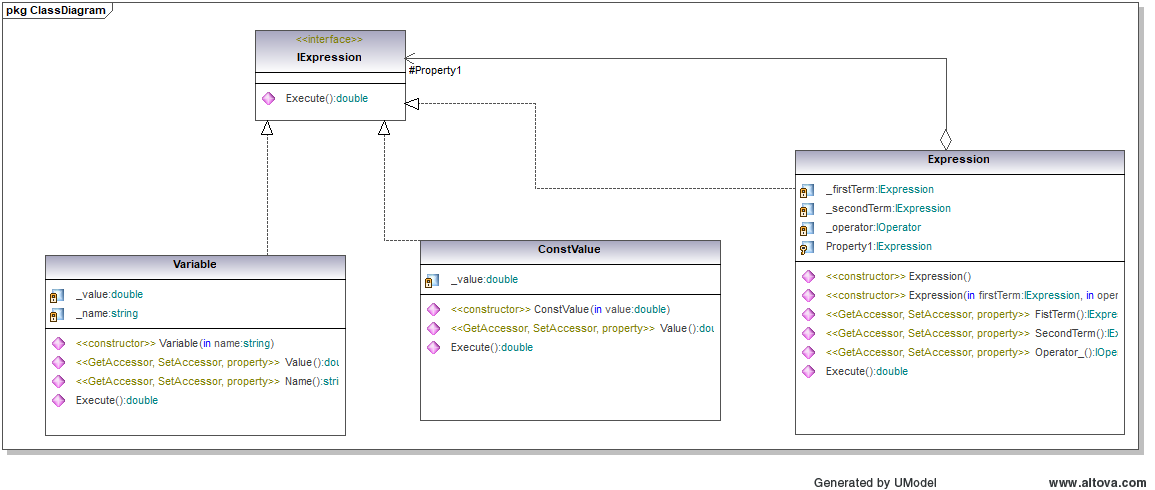 pkg ClassDiagram
<<interface>>
IExpression
Execute():double
#Property1
Expression
_firstTerm:IExpression
_secondTerm:IExpression
_operator:IOperator
Property1:IExpression
<<constructor>> Expression()
<<constructor>> Expression(in firstTerm:IExpression, in oper
<<GetAccessor, SetAccessor, property>> FistTerm():IExpre
<<GetAccessor, SetAccessor, property>> SecondTerm():IE
<<GetAccessor, SetAccessor, property>> Operator_():IOpe
Execute():double
ConstValue
_value:double
<<constructor>> ConstValue(in value:double)
<<GetAccessor, SetAccessor, property>> Value():dou
Execute():double
Variable
_value:double
_name:string
<<constructor>> Variable(in name:string)
<<GetAccessor, SetAccessor, property>> Value():dou
<<GetAccessor, SetAccessor, property>> Name():stri
Execute():double
Generated by UModel
www.altova.com